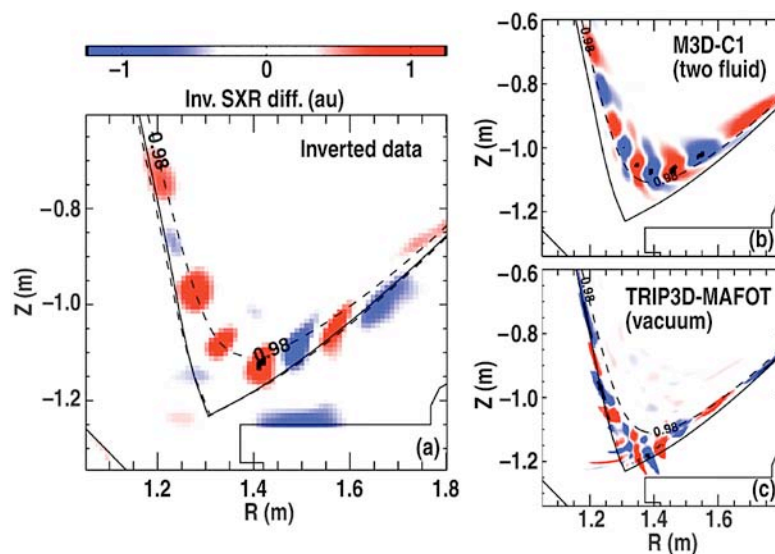 −1 0 1
Inv. SXR diff. (au)
Inverted data
0.98
0.98
Z (m)
−0.8
−1.0
−1.2
(a)
1.2 1.4 1.6 1.8
R (m)
M3D-C1
(two fluid)
0.98
0.98
Z (m)
−0.6
−0.8
−1.0
−1.2
(b)
TRIP3D-MAFOT
(vacuum)
0.98
0.98
Z (m)
−0.6
−0.8
−1.0
−1.2
(c)
1.2 1.4 1.6
R (m)